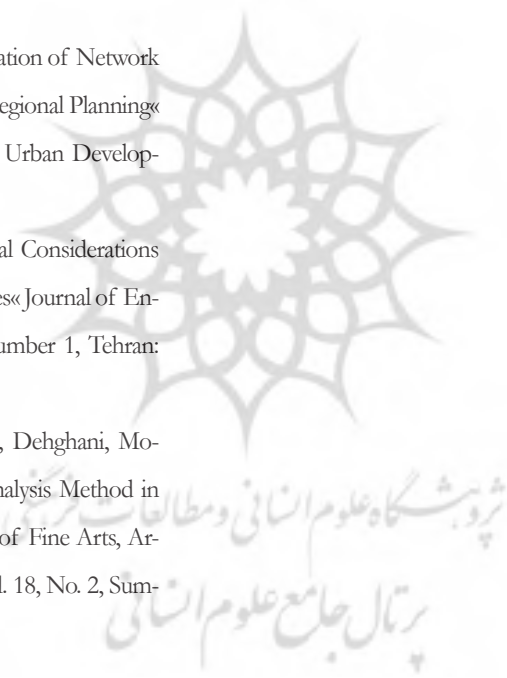 ation of Network
egional Planning«
Urban Develop-
al Considerations
es« Journal of En-
umber 1, Tehran:
, Dehghani, Mo-
nalysis Method in
of Fine Arts, Ar-
l. 18, No. 2, Sum-
پژوهشگاه علوم انسانی و مطالعات فرهنگی
پرتال جامع علوم انسانی